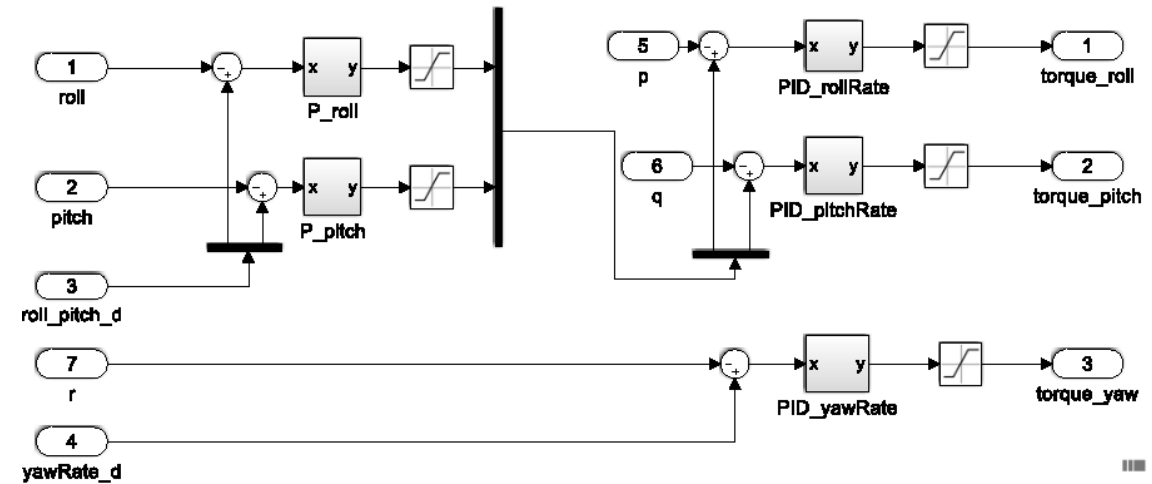 1
roll
x y
P_roll
2
pitch
x y
P_pitch
3
roll_pitch_d
5
p
x y
PID_rollRate
1
torque_roll
6
q
x y
PID_pitchRate
2
torque_pitch
7
r
x y
PID_yawRate
3
torque_yaw
4
yawRate_d